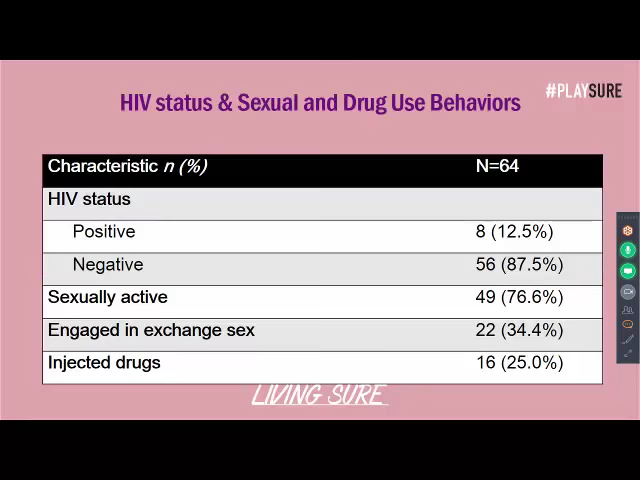 HIV status & Sexual and Drug Use Behaviors
#PLAYSURE
Characteristic n (%) N=64
HIV status
Positive 8 (12.5%)
Negative 56 (87.5%)
Sexually active 49 (76.6%)
Engaged in exchange sex 22 (34.4%)
Injected drugs 16 (25.0%)
LIVING SURE